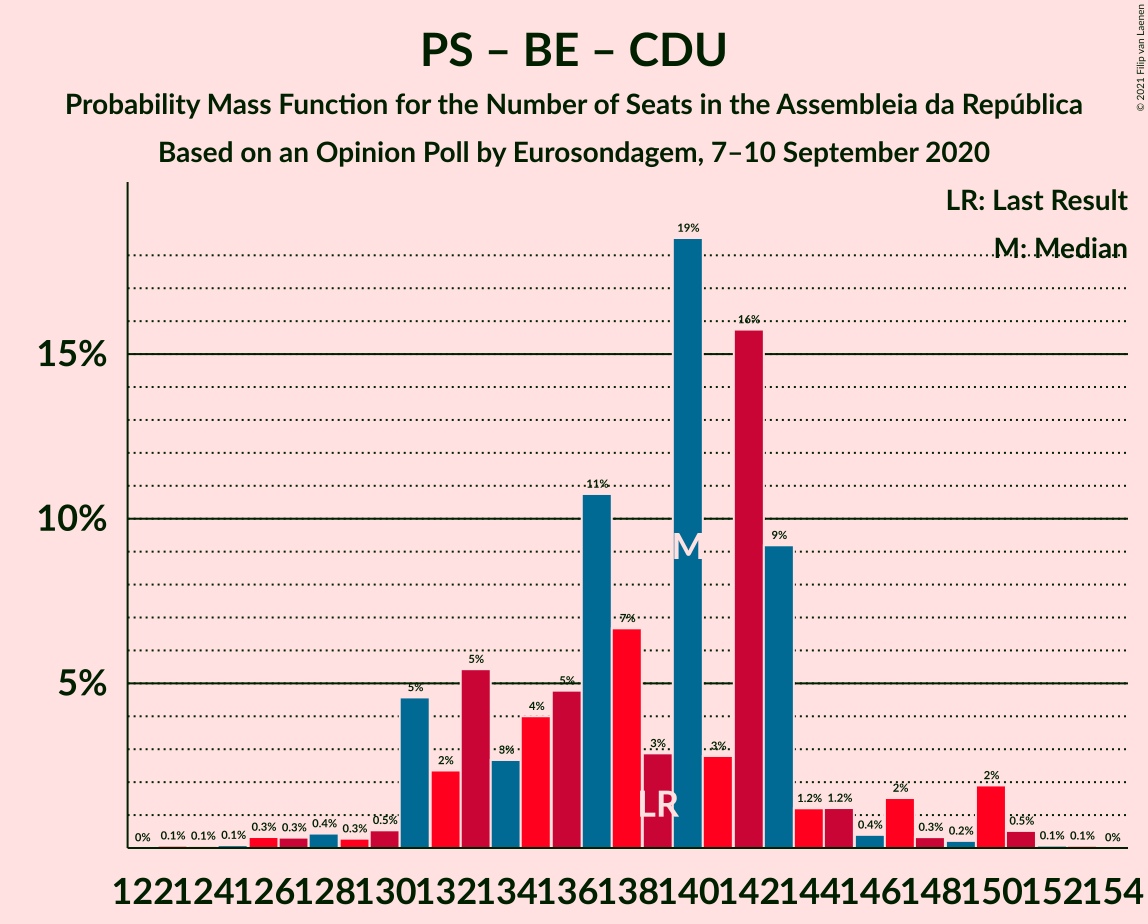 PS – BE – CDU
Probability Mass Function for the Number of Seats in the Assembleia da República
Based on an Opinion Poll by Eurosondagem, 7–10 September 2020
© 2021 Filip van Laenen
LR: Last Result
M: Median
15%
10%
5%
0% 0.1% 0.1% 0.1% 0.3% 0.3% 0.4% 0.3% 0.5% 5% 2% 5% 3% 4% 5% 11% 7% 3% 19% 3% 16% 9% 1.2% 1.2% 0.4% 2% 0.3% 0.2% 2% 0.5% 0.1% 0.1% 0%
M
LR
122 124 126 128 130 132 134 136 138 140 142 144 146 148 150 152 154